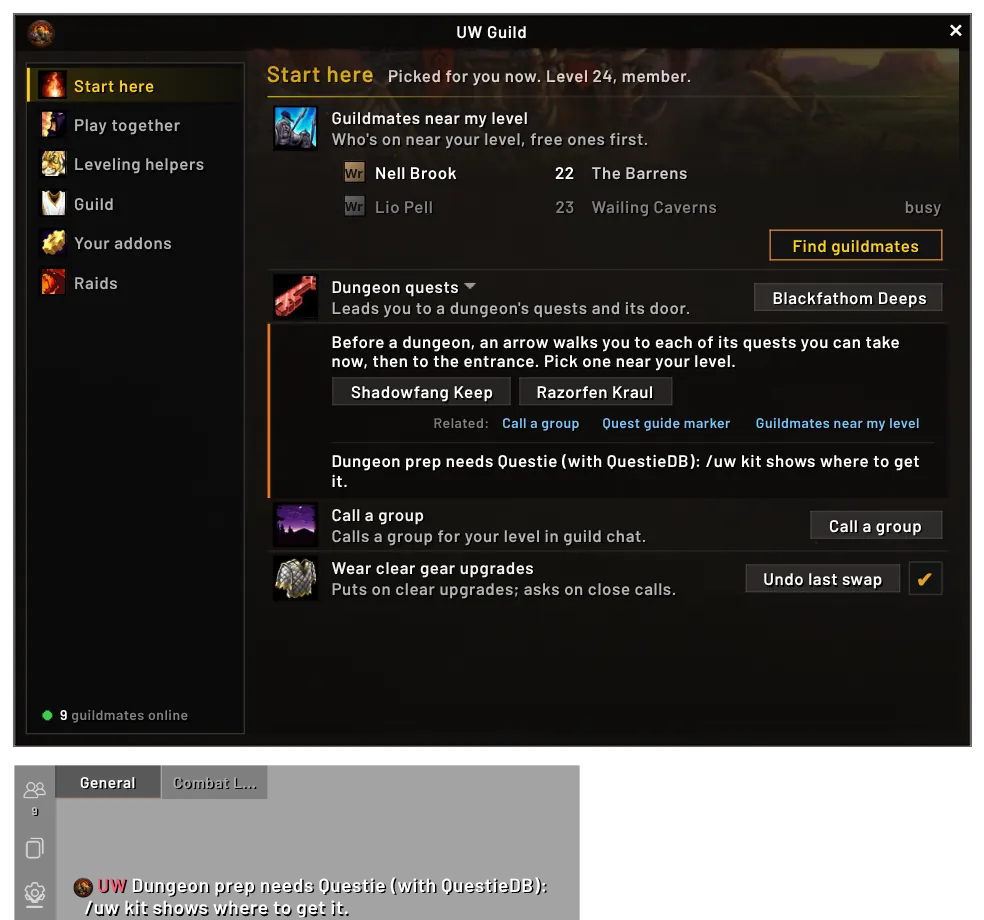 UW Guild
Start here
Play together
Leveling helpers
Guild
Your addons
Raids
9 guildmates online
Start here Picked for you now. Level 24, member.
Guildmates near my level
Who's on near your level, free ones first.
Wr Nell Brook 22 The Barrens
Wr Lio Pell 23 Wailing Caverns busy
Find guildmates
Dungeon quests
Leads you to a dungeon's quests and its door.
Blackfathom Deeps
Before a dungeon, an arrow walks you to each of its quests you can take
now, then to the entrance. Pick one near your level.
Shadowfang Keep Razorfen Kraul
Related: Call a group Quest guide marker Guildmates near my level
Dungeon prep needs Questie (with QuestieDB): /uw kit shows where to get
it.
Call a group
Calls a group for your level in guild chat.
Call a group
Wear clear gear upgrades
Puts on clear upgrades; asks on close calls.
Undo last swap
General Combat L...
9
UW Dungeon prep needs Questie (with QuestieDB):
/uw kit shows where to get it.